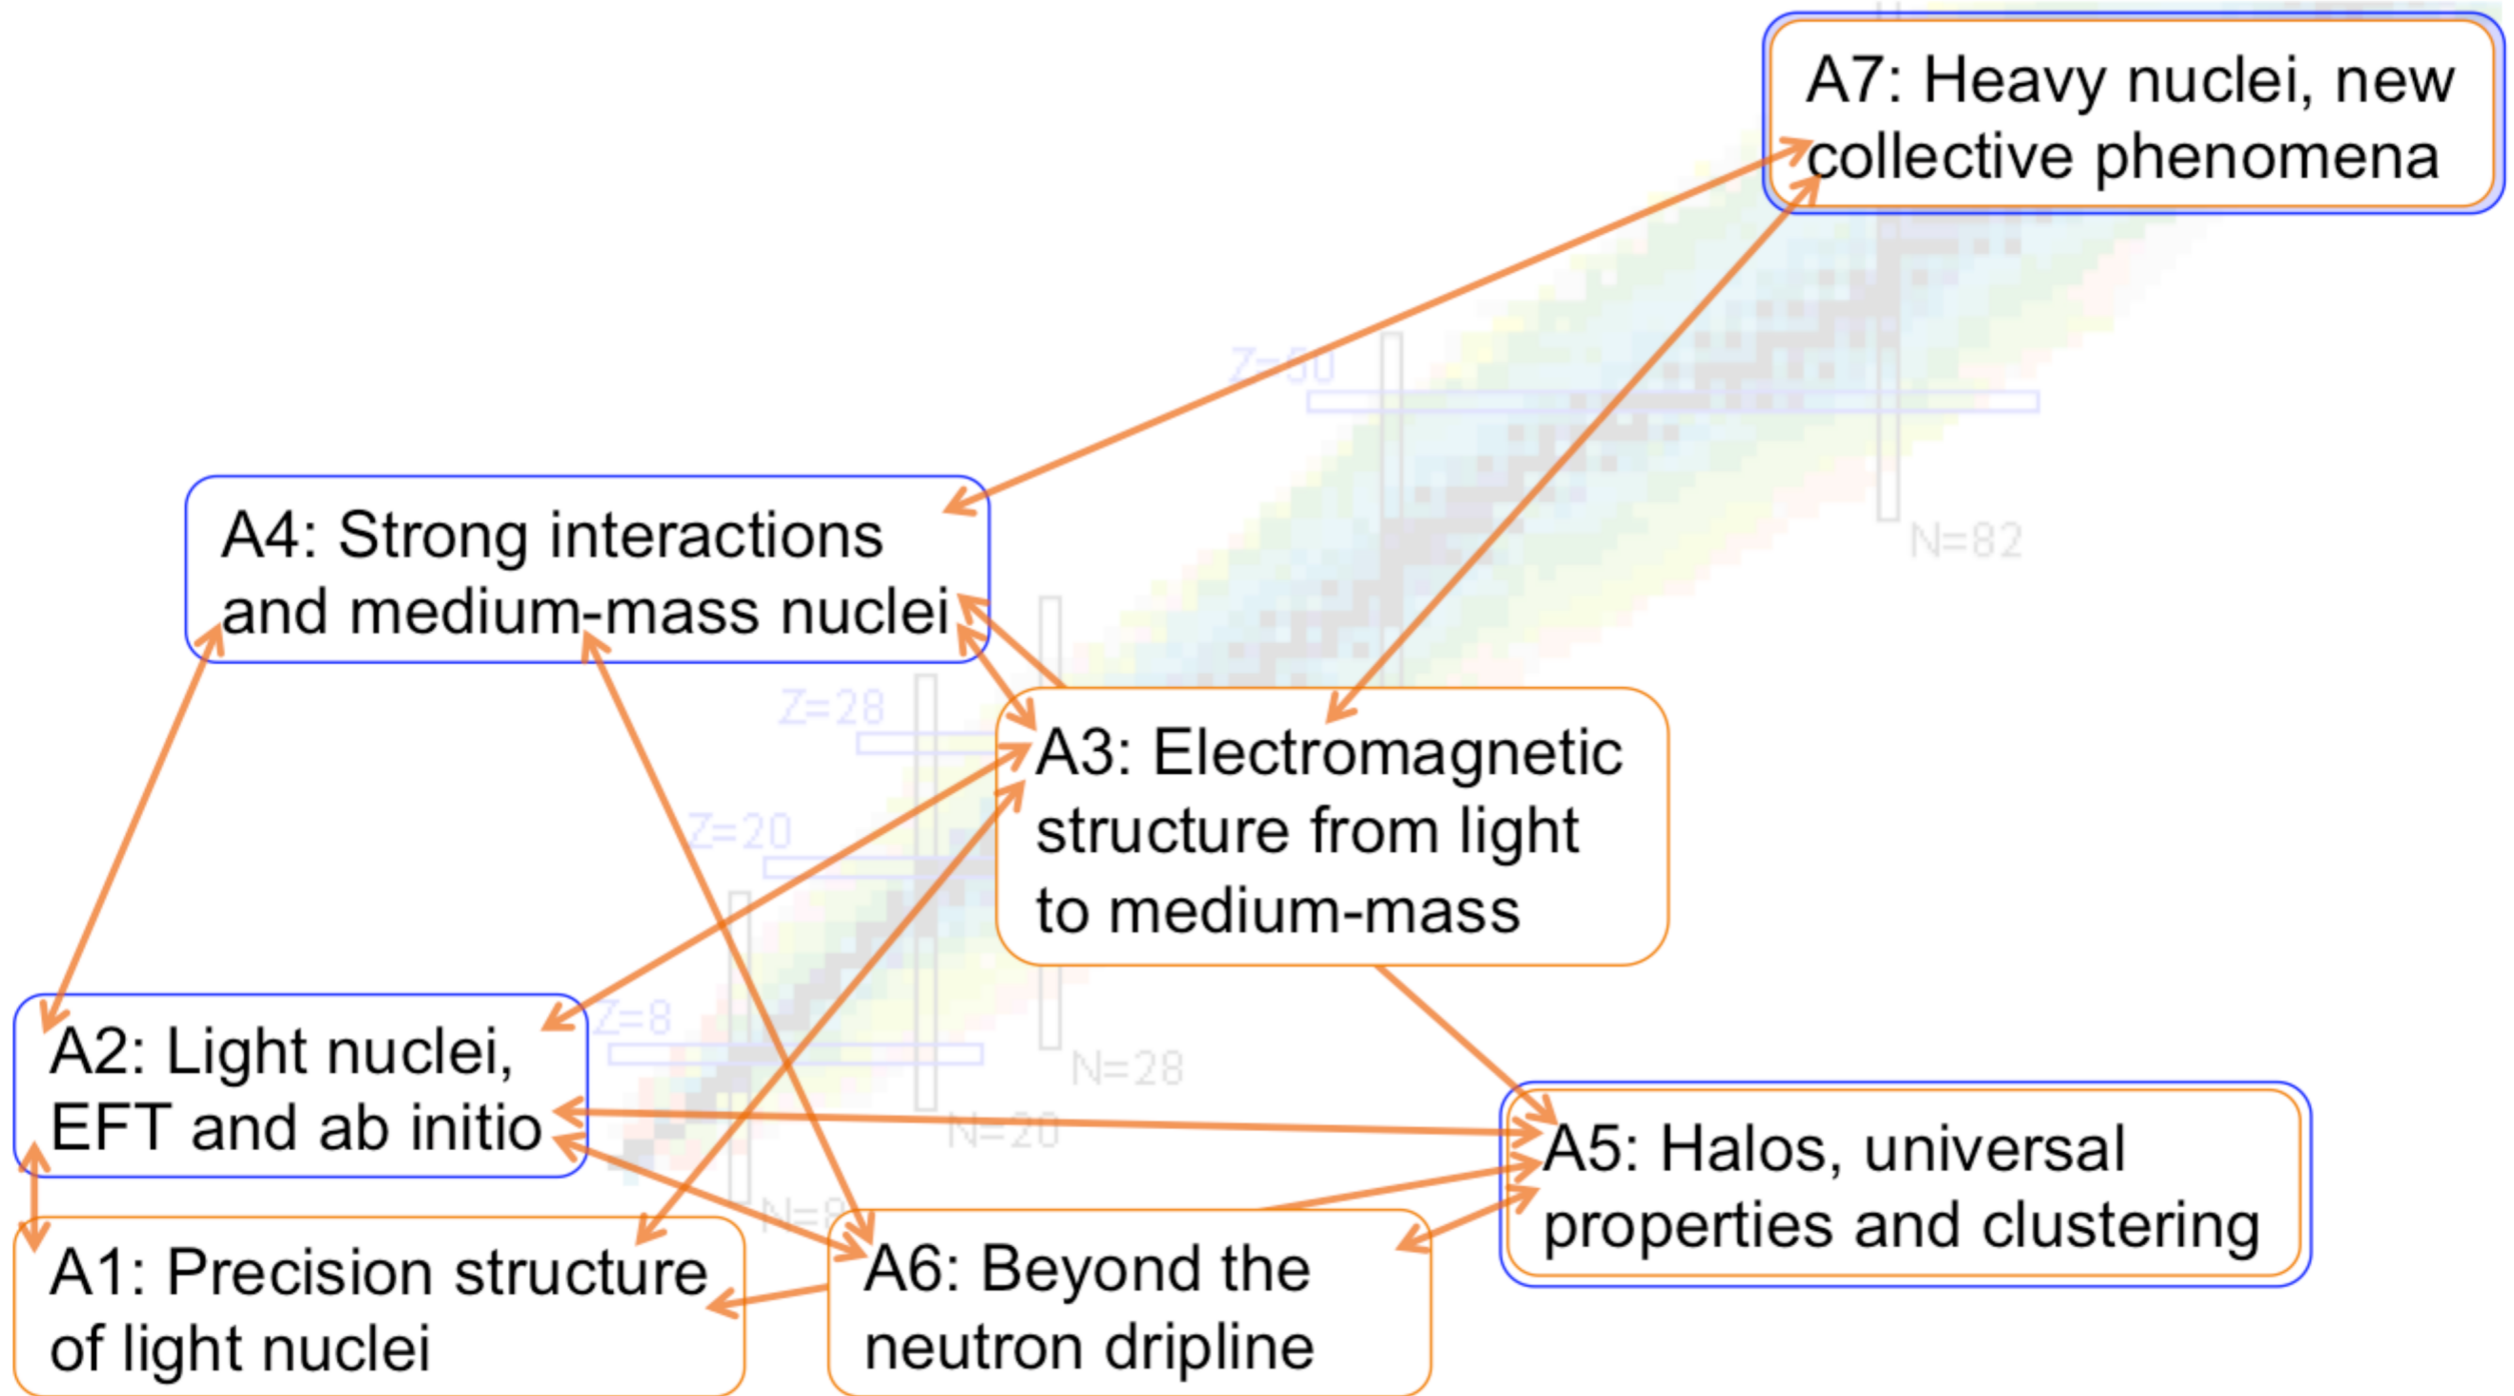 A7: Heavy nuclei, new
collective phenomena
Z=50
A4: Strong interactions
and medium-mass nuclei
N=82
Z=28
A3: Electromagnetic
structure from light
to medium-mass
Z=20
Z=8
A2: Light nuclei,
EFT and ab initio
N=28
N=20
A5: Halos, universal
properties and clustering
N=8
A1: Precision structure
of light nuclei
A6: Beyond the
neutron dripline